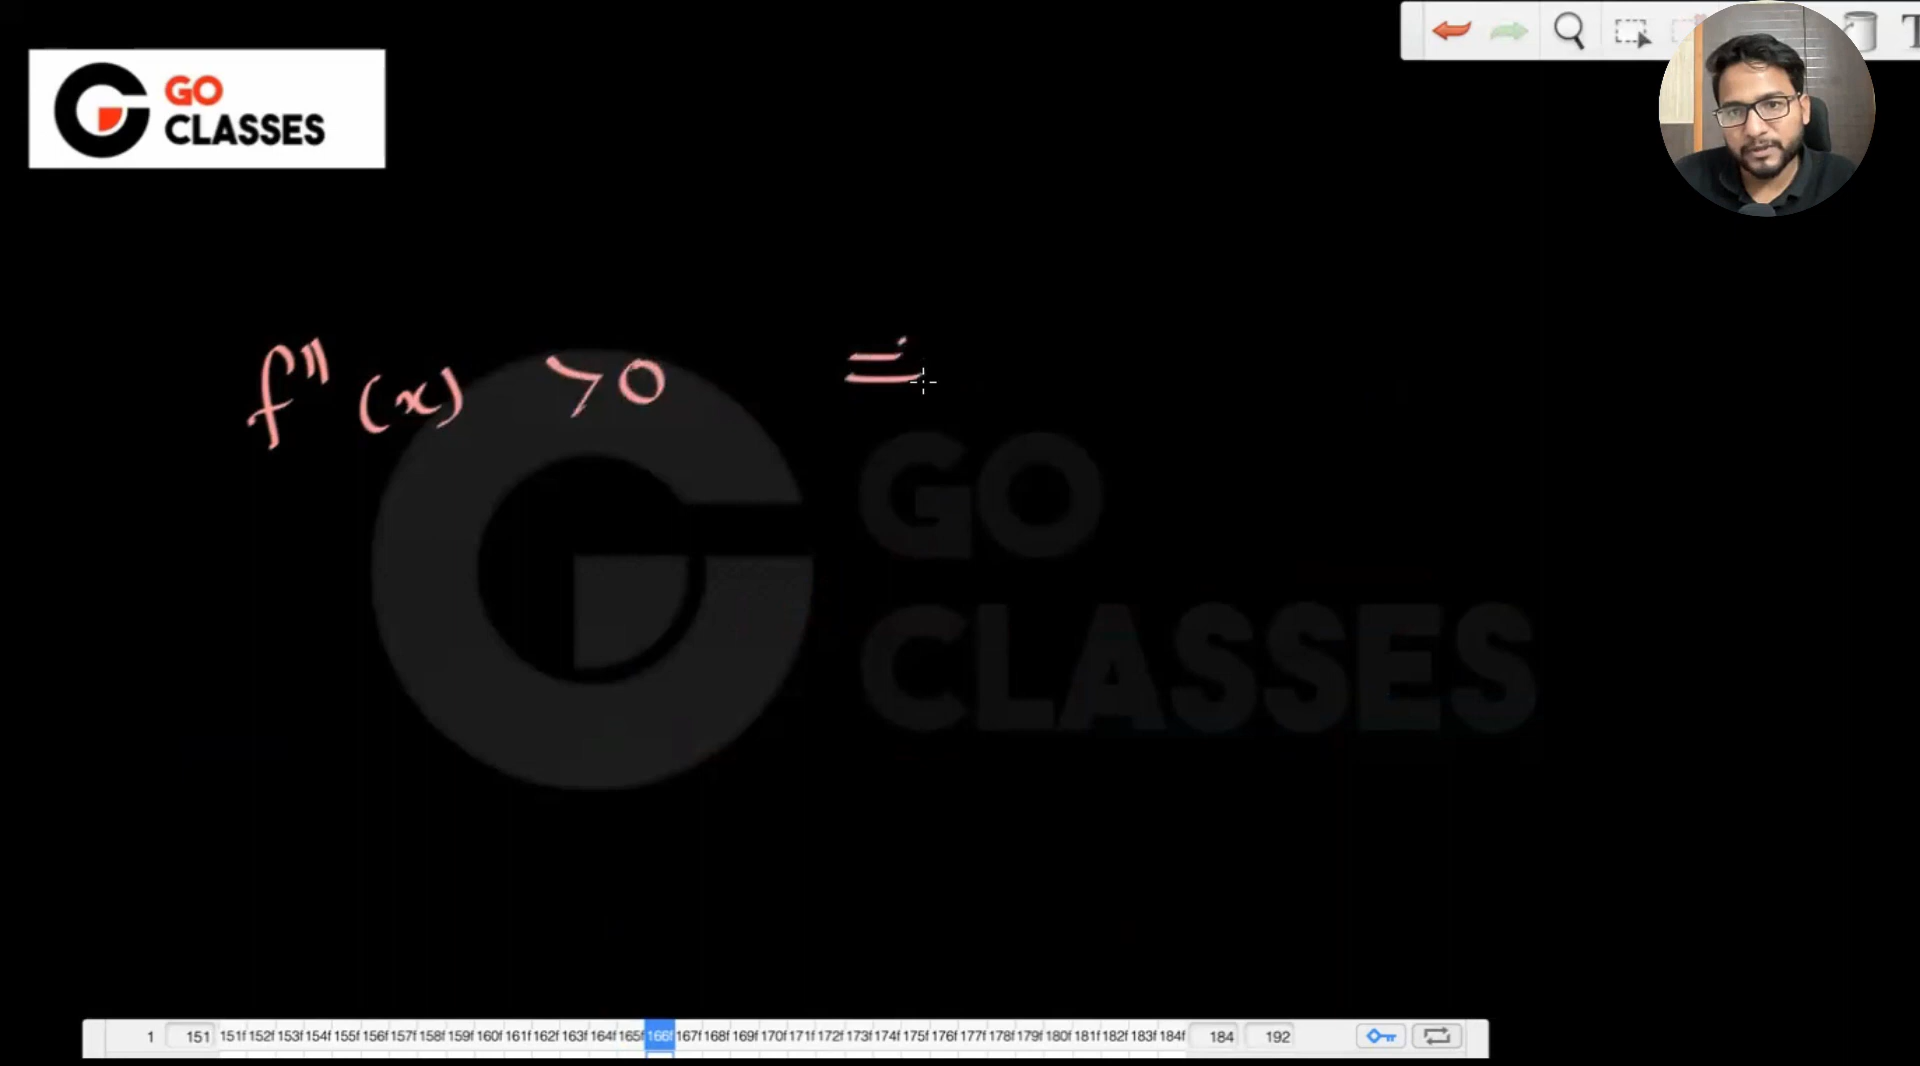 GO
CLASSES
T
f''(x) >0 =
GO
CLASSES
1 151 151f 152f 153f 154f 155f 156f 157f 158f 159f 160f 161f 162f 163f 164f 165f 166f 167f 168f 169f 170f 171f 172f 173f 174f 175f 176f 177f 178f 179f 180f 181f 182f 183f 184f 184 192